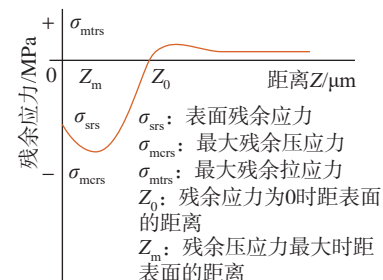 + σmtrs
残余应力/MPa
0 Zm Z0 距离Z/μm
σsrs
− σmcrs
σsrs：表面残余应力
σmcrs：最大残余压应力
σmtrs：最大残余拉应力
Z0：残余应力为0时距表面
的距离
Zm：残余压应力最大时距
表面的距离